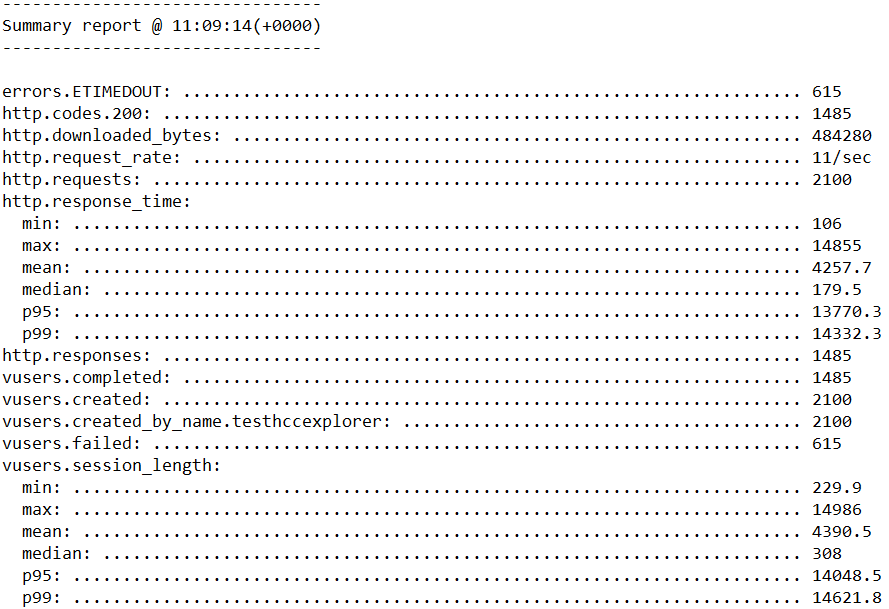 --------------------------------
Summary report @ 11:09:14(+0000)
--------------------------------
errors.ETIMEDOUT: .............................................................. 615
http.codes.200: ................................................................ 1485
http.downloaded_bytes: ......................................................... 484280
http.request_rate: ............................................................. 11/sec
http.requests: ................................................................. 2100
http.response_time:
  min: ......................................................................... 106
  max: ......................................................................... 14855
  mean: ........................................................................ 4257.7
  median: ...................................................................... 179.5
  p95: ......................................................................... 13770.3
  p99: ......................................................................... 14332.3
http.responses: ................................................................ 1485
vusers.completed: .............................................................. 1485
vusers.created: ................................................................ 2100
vusers.created_by_name.testhccexplorer: ........................................ 2100
vusers.failed: ................................................................. 615
vusers.session_length:
  min: ......................................................................... 229.9
  max: ......................................................................... 14986
  mean: ........................................................................ 4390.5
  median: ...................................................................... 308
  p95: ......................................................................... 14048.5
  p99: ......................................................................... 14621.8